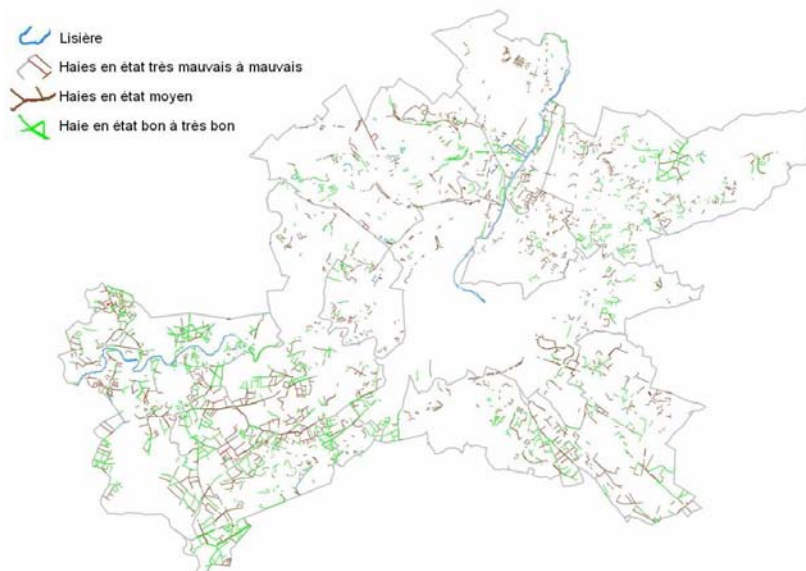 Lisière
Haies en état très mauvais à mauvais
Haies en état moyen
Haie en état bon à très bon